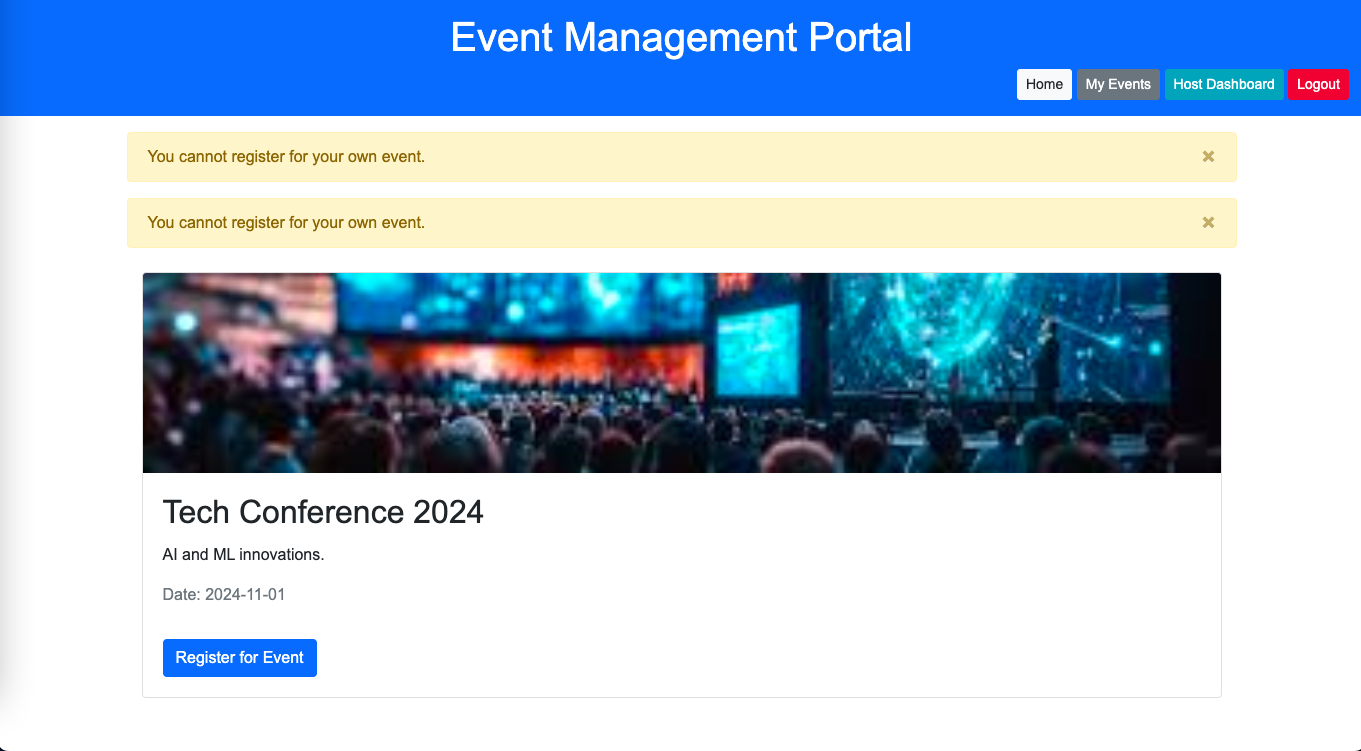 Event Management Portal
Home My Events Host Dashboard Logout
You cannot register for your own event. ×
You cannot register for your own event. ×
Tech Conference 2024
AI and ML innovations.
Date: 2024-11-01
Register for Event